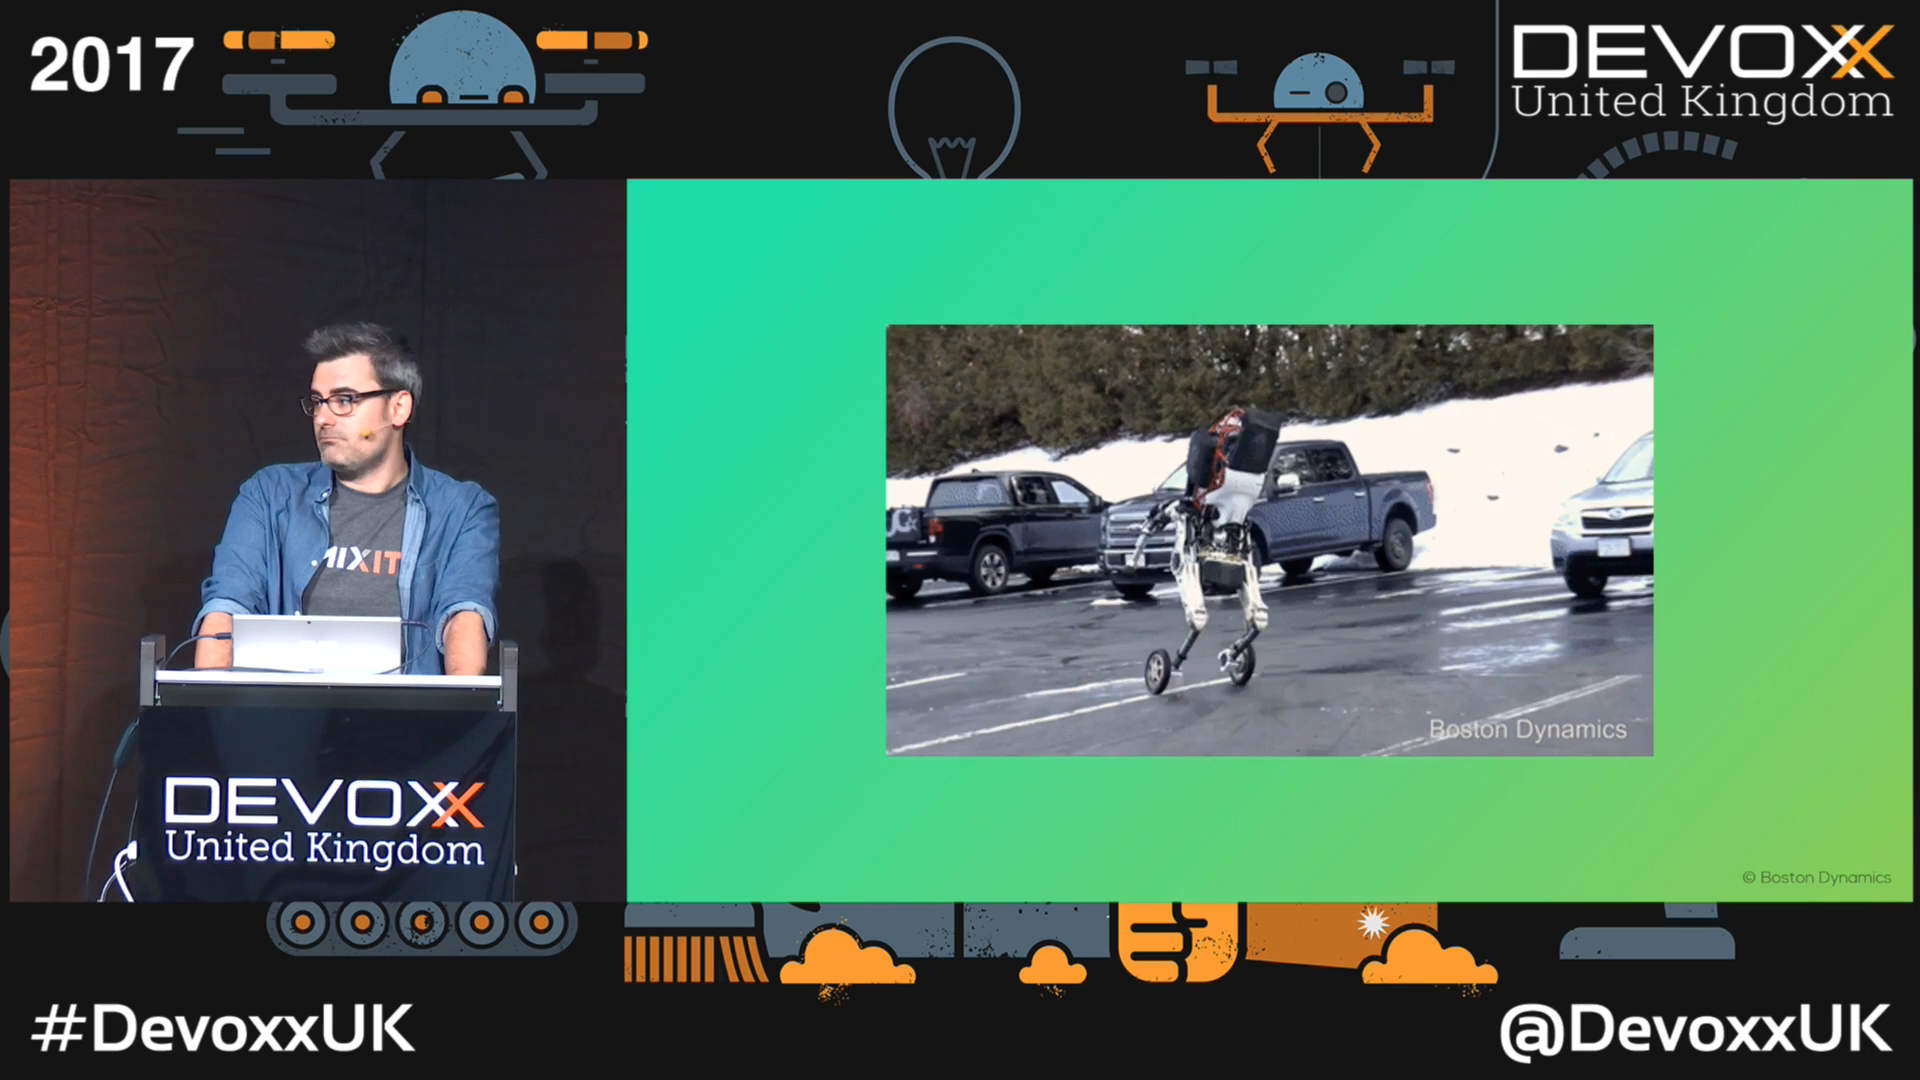 2017
DEVOXX
United Kingdom
MIXIT
DEVOXX
United Kingdom
Boston Dynamics
© Boston Dynamics
#DevoxxUK
@DevoxxUK